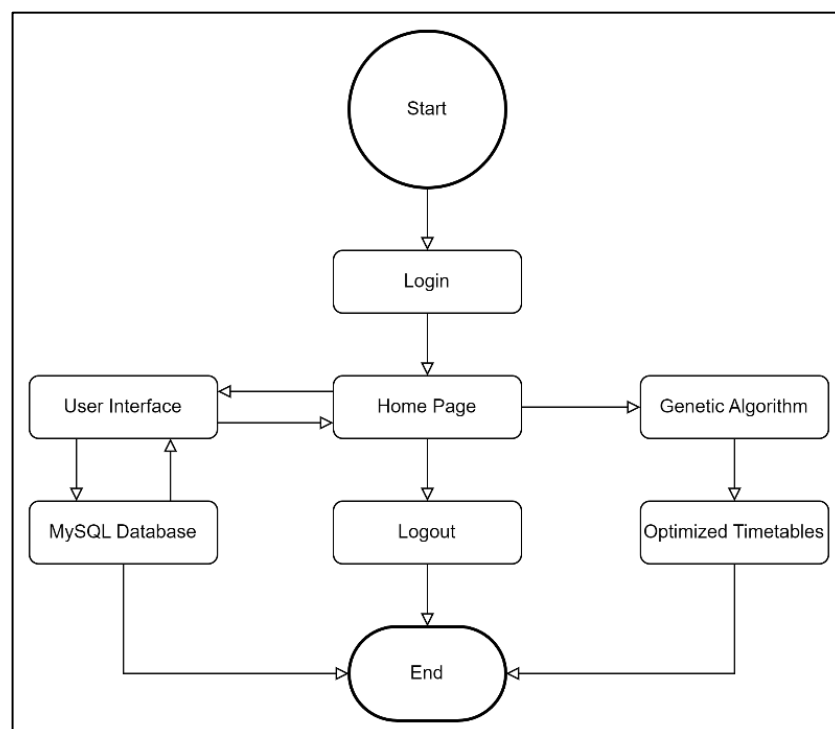 Start
Login
User Interface
Home Page
Genetic Algorithm
MySQL Database
Logout
Optimized Timetables
End